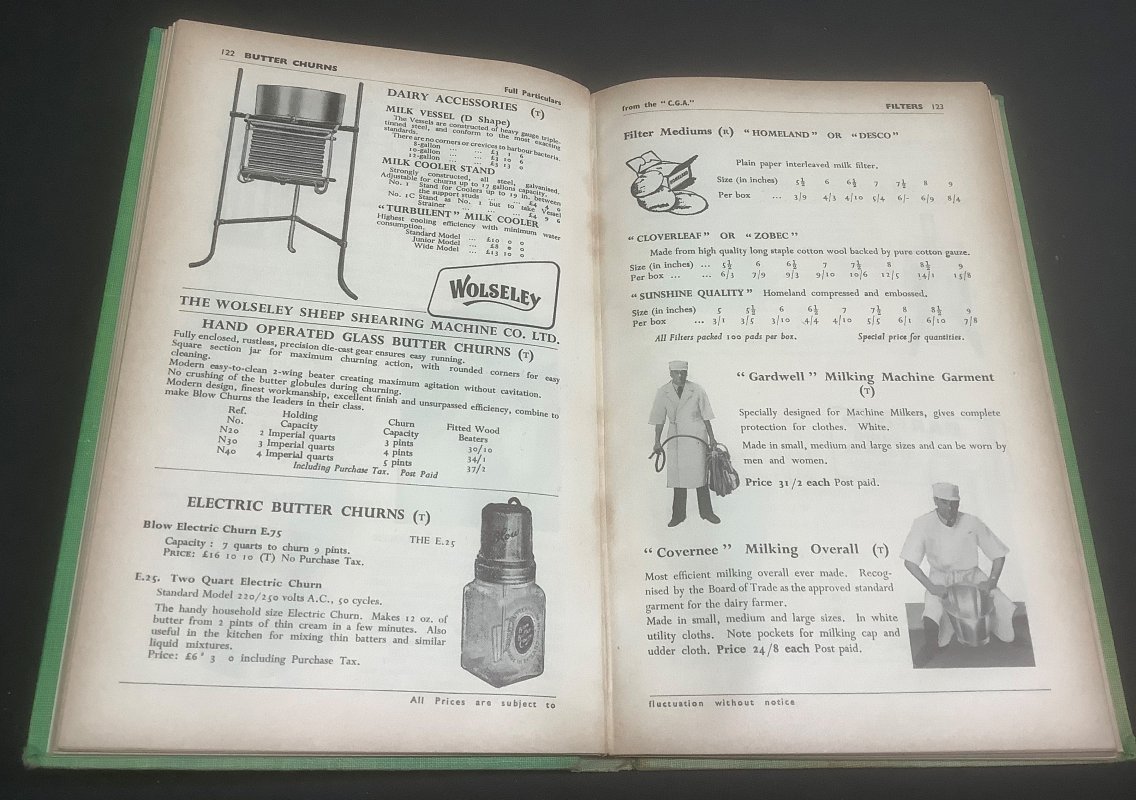 122 BUTTER CHURNS
Full Particulars
DAIRY ACCESSORIES (T)
MILK VESSEL (D Shape)
The Vessels are constructed of heavy gauge triple-
tinned steel, and conform to the most exacting
standards.
There are no corners or crevices to harbour bacteria.
8-gallon ... ... £3 1 6
10-gallon ... ... £3 10 6
12-gallon ... ... £5 13 0
MILK COOLER STAND
Strongly constructed, all steel, galvanised.
Adjustable for churns up to 17 gallons capacity.
No. 1 Stand for Coolers up to 19 in. between
the support studs ... ... £4 4 0
No. 1C Stand as No. 1 but to take Vessel
Strainer ... ... £4 9 6
"TURBULENT" MILK COOLER
Highest cooling efficiency with minimum water
consumption.
Standard Model ... £10 0 0
Junior Model ... £8 0 0
Wide Model ... £13 10 0
WOLSELEY
THE WOLSELEY SHEEP SHEARING MACHINE CO. LTD.
HAND OPERATED GLASS BUTTER CHURNS (T)
Fully enclosed, rustless, precision die-cast gear ensures easy running.
Square section jar for maximum churning action, with rounded corners for easy
cleaning.
Modern easy-to-clean 2-wing beater creating maximum agitation without cavitation.
No crushing of the butter globules during churning.
Modern design, finest workmanship, excellent finish and unsurpassed efficiency, combine to
make Blow Churns the leaders in their class.
Ref. Holding Churn Fitted Wood
No. Capacity Capacity Beaters
N20 2 Imperial quarts 3 pints 30/10
N30 3 Imperial quarts 4 pints 34/1
N40 4 Imperial quarts 5 pints 37/2
Including Purchase Tax. Post Paid
ELECTRIC BUTTER CHURNS (T)
Blow Electric Churn E.75
THE E.25
Capacity: 7 quarts to churn 9 pints.
PRICE: £16 10 10 (T) No Purchase Tax.
E.25. Two Quart Electric Churn
Standard Model 220/250 volts A.C., 50 cycles.
The handy household size Electric Churn. Makes 12 oz. of
butter from 2 pints of thin cream in a few minutes. Also
useful in the kitchen for mixing thin batters and similar
liquid mixtures.
Price: £6 3 0 including Purchase Tax.
Blow
All Prices are subject to
from the "C.G.A."
FILTERS 123
Filter Mediums (R) "HOMELAND" OR "DESCO"
Plain paper interleaved milk filter.
Size (in inches) 5½ 6 6½ 7 7½ 8 9
Per box ... 3/9 4/3 4/10 5/4 6/- 6/9 8/4
"CLOVERLEAF" OR "ZOBEC"
Made from high quality long staple cotton wool backed by pure cotton gauze.
Size (in inches) ... 5½ 6 6½ 7 7½ 8 8½ 9
Per box ... ... 6/3 7/9 9/3 9/10 10/6 12/5 14/1 15/8
"SUNSHINE QUALITY" Homeland compressed and embossed.
Size (in inches) 5 5½ 6 6½ 7 7½ 8 8½ 9
Per box ... 3/1 3/5 3/10 4/4 4/10 5/5 6/1 6/10 7/8
All Filters packed 100 pads per box. Special price for quantities.
"Gardwell" Milking Machine Garment
(T)
Specially designed for Machine Milkers, gives complete
protection for clothes. White.
Made in small, medium and large sizes and can be worn by
men and women.
Price 31/2 each Post paid.
"Covernee" Milking Overall (T)
Most efficient milking overall ever made. Recog-
nised by the Board of Trade as the approved standard
garment for the dairy farmer.
Made in small, medium and large sizes. In white
utility cloths. Note pockets for milking cap and
udder cloth. Price 24/8 each Post paid.
fluctuation without notice